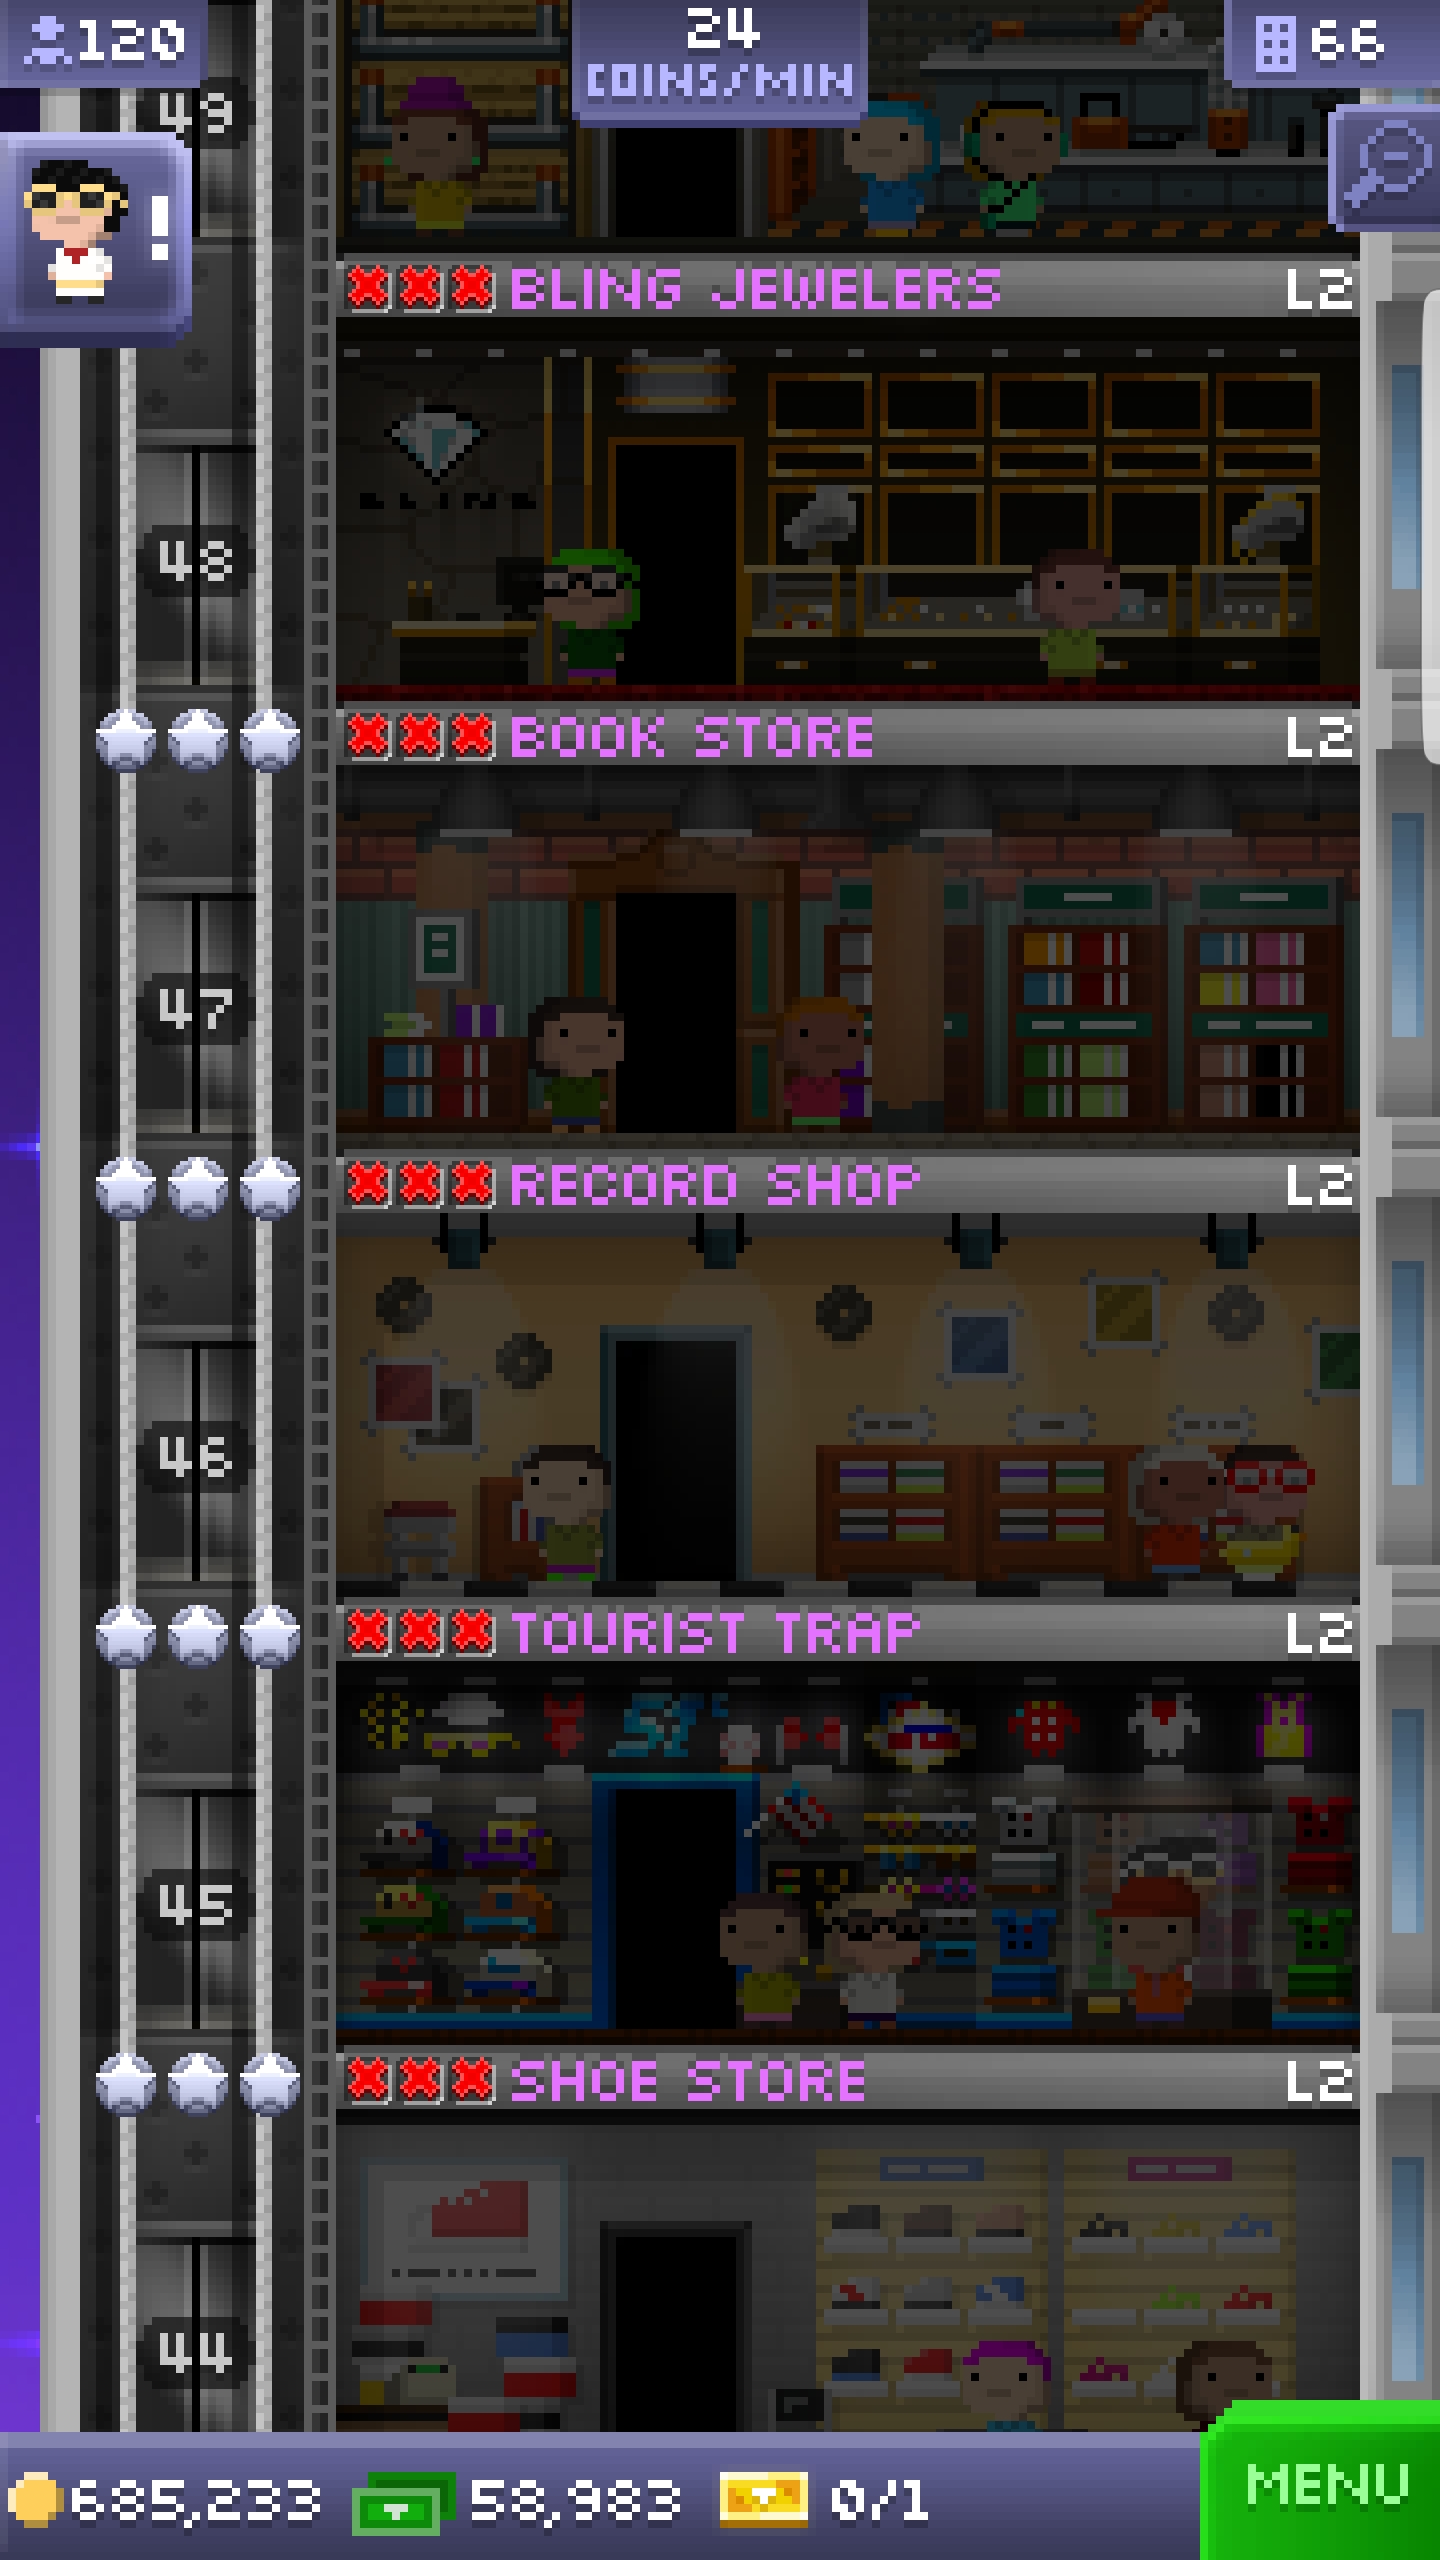 120
24
COINS/MIN
66
49
!
BLING JEWELERS L2
BLING
48
BOOK STORE L2
47
RECORD SHOP L2
46
TOURIST TRAP L2
45
SHOE STORE L2
44
685,233 58,983 0/1
MENU